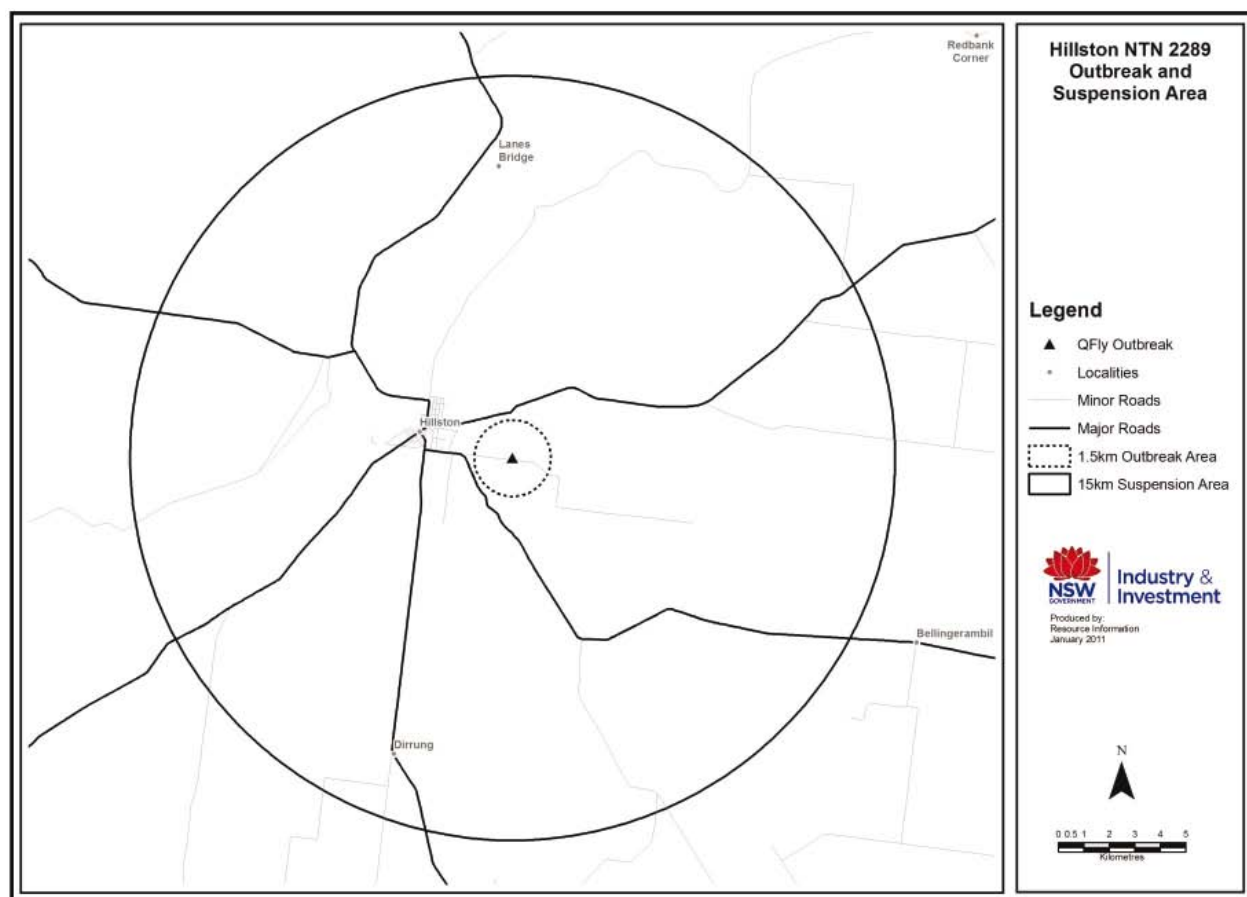 Redbank
Corner
Lanes
Bridge
Hillston
Bellingerambil
Dirrung
Hillston NTN 2289
Outbreak and
Suspension Area
Legend
QFly Outbreak
Localities
Minor Roads
Major Roads
1.5km Outbreak Area
15km Suspension Area
NSW
GOVERNMENT
Industry &
Investment
Produced by:
Resource Information
January 2011
N
0 0.5 1 2 3 4 5
Kilometres